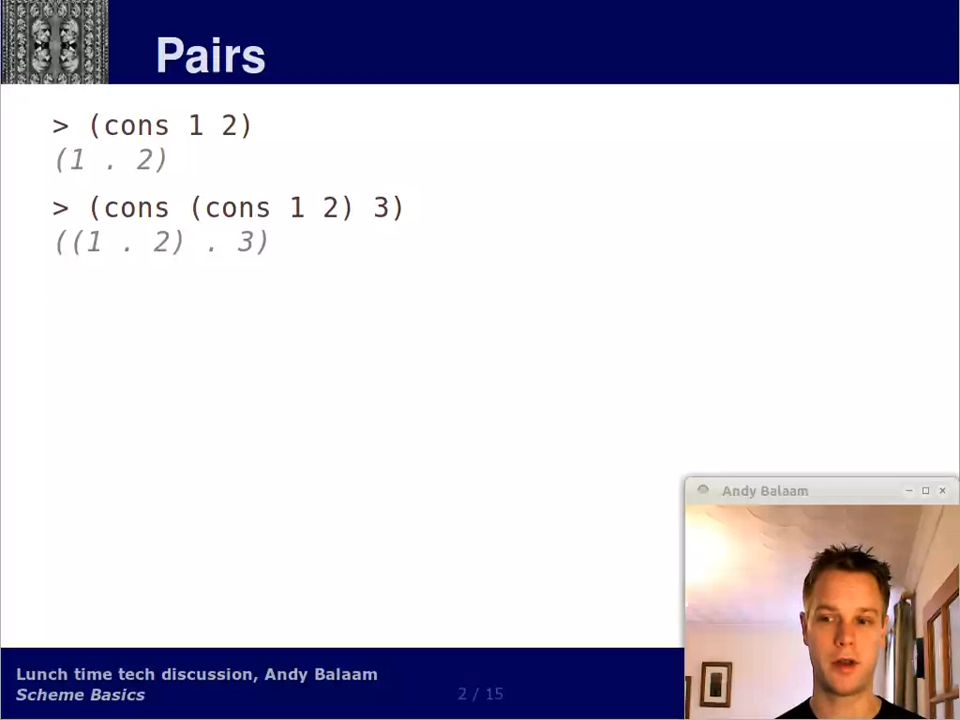 Pairs
> (cons 1 2)
(1 . 2)
> (cons (cons 1 2) 3)
((1 . 2) . 3)
Andy Balaam
Lunch time tech discussion, Andy Balaam
Scheme Basics
2 / 15